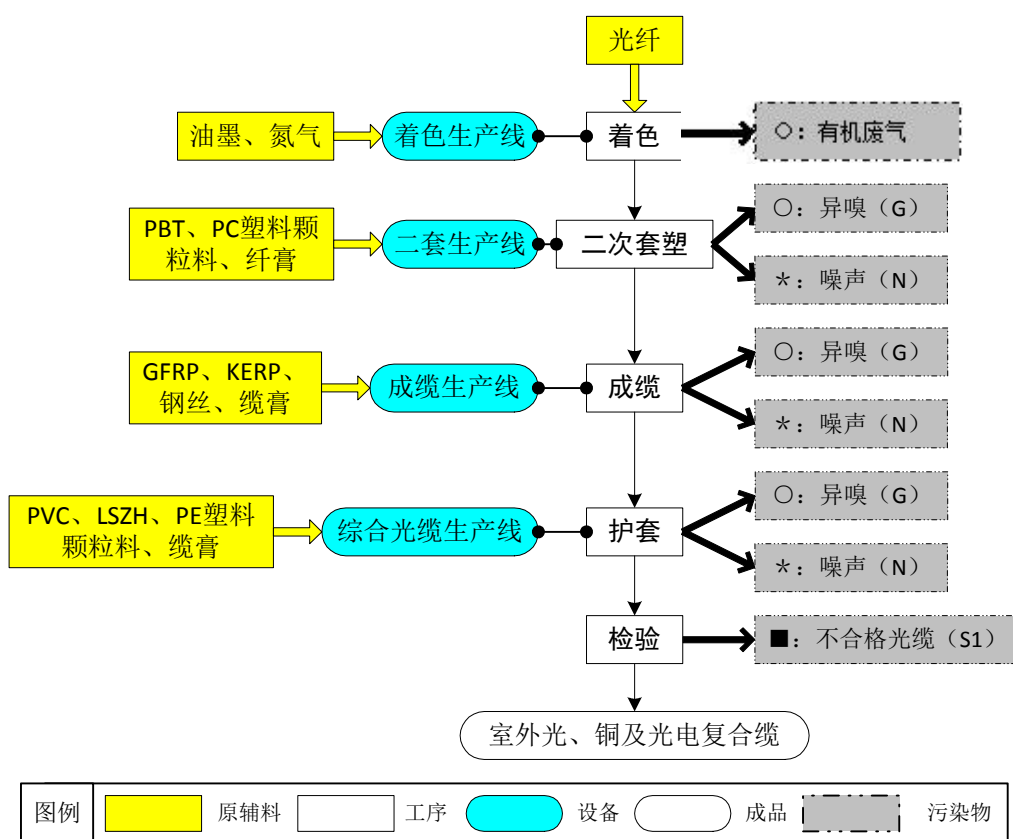 光纤
油墨、氮气
着色生产线
着色
◇：有机废气
PBT、PC塑料颗
粒料、纤膏
二套生产线
二次套塑
○：异嗅（G）
*：噪声（N）
GFRP、KERP、
钢丝、缆膏
成缆生产线
成缆
○：异嗅（G）
*：噪声（N）
PVC、LSZH、PE塑料
颗粒料、缆膏
综合光缆生产线
护套
○：异嗅（G）
*：噪声（N）
检验
■：不合格光缆（S1）
室外光、铜及光电复合缆
图例 原辅料 工序 设备 成品 污染物